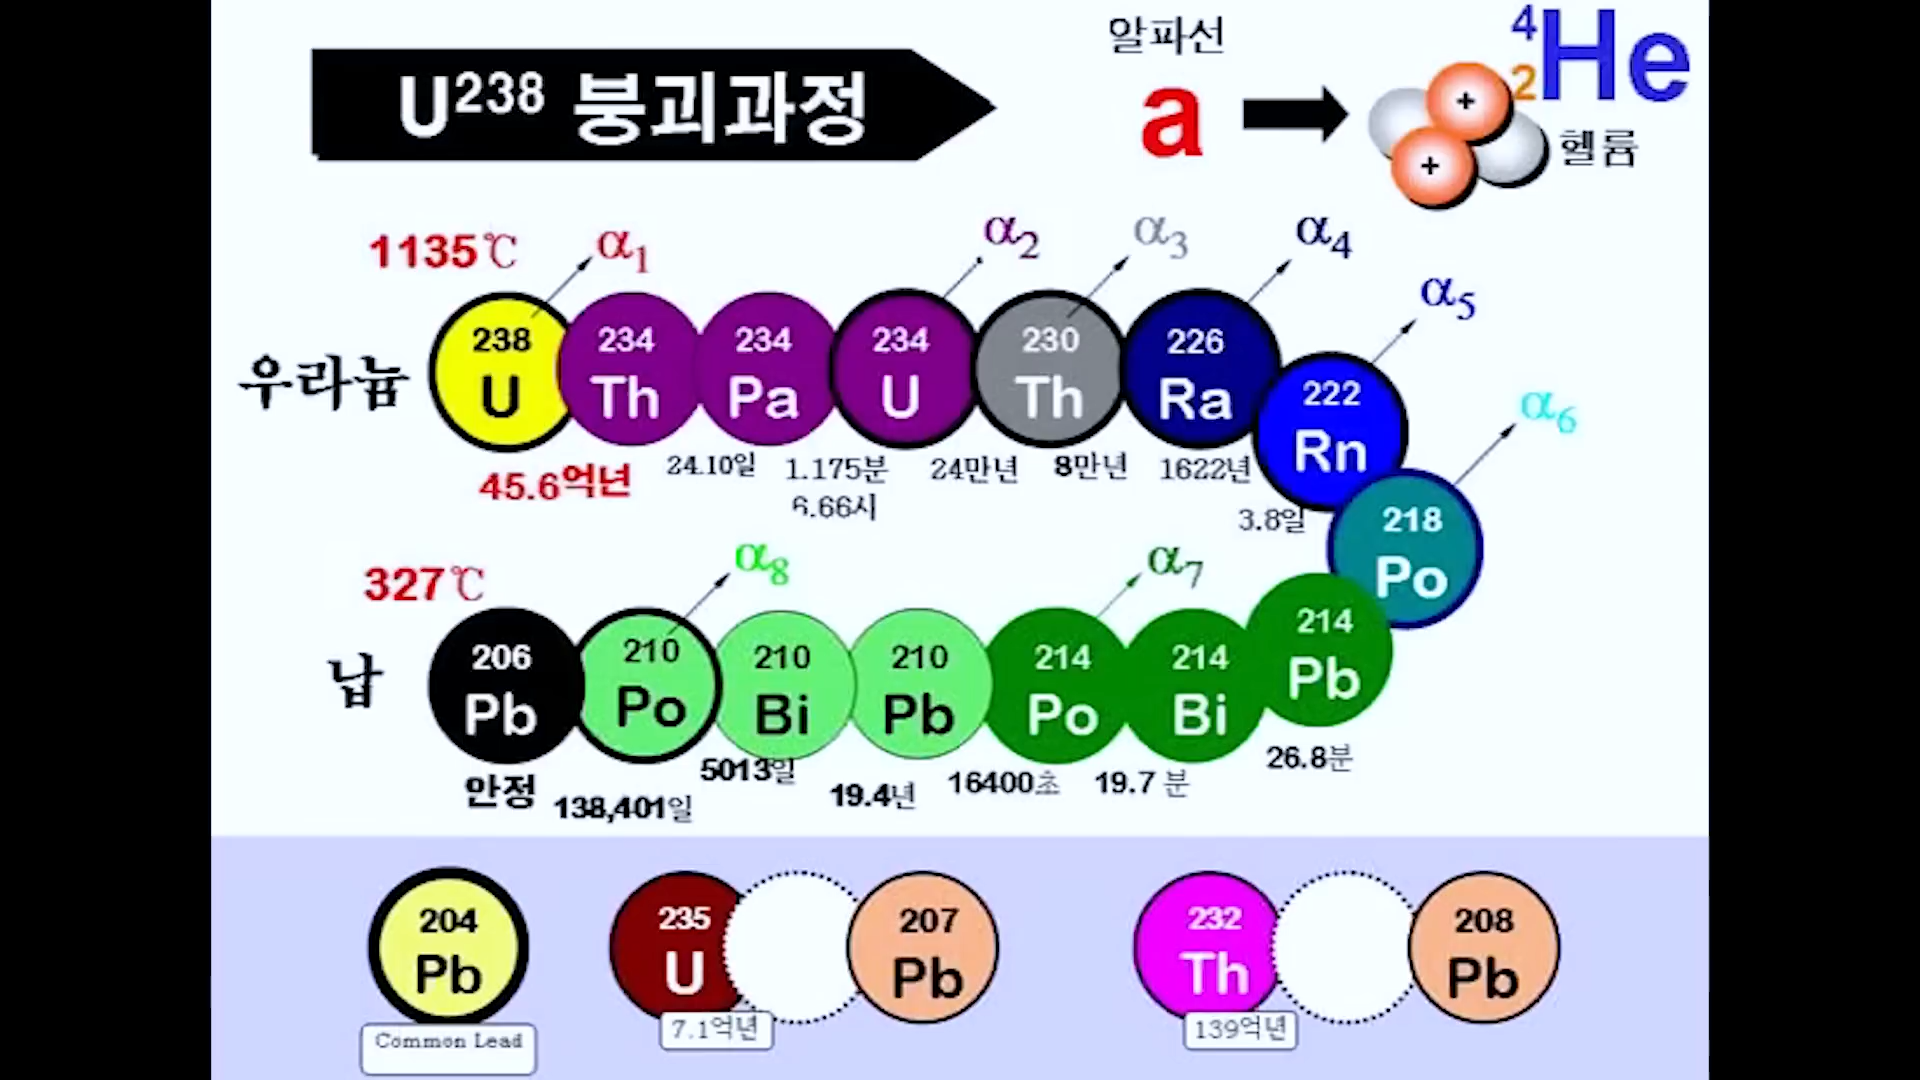 U²³⁸ 붕괴과정
알파선
a
⁴₂He
헬륨
+
+
1135℃
α₁
α₂
α₃
α₄
α₅
α₆
우라늄
238 U
234 Th
234 Pa
234 U
230 Th
226 Ra
222 Rn
218 Po
45.6억년
24.10일
1.175분
6.66시
24만년
8만년
1622년
3.8일
327℃
α₈
α₇
납
206 Pb
210 Po
210 Bi
210 Pb
214 Po
214 Bi
214 Pb
안정
138,401일
5013일
19.4년
16400초
19.7 분
26.8분
204 Pb
Common Lead
235 U
7.1억년
207 Pb
232 Th
139억년
208 Pb